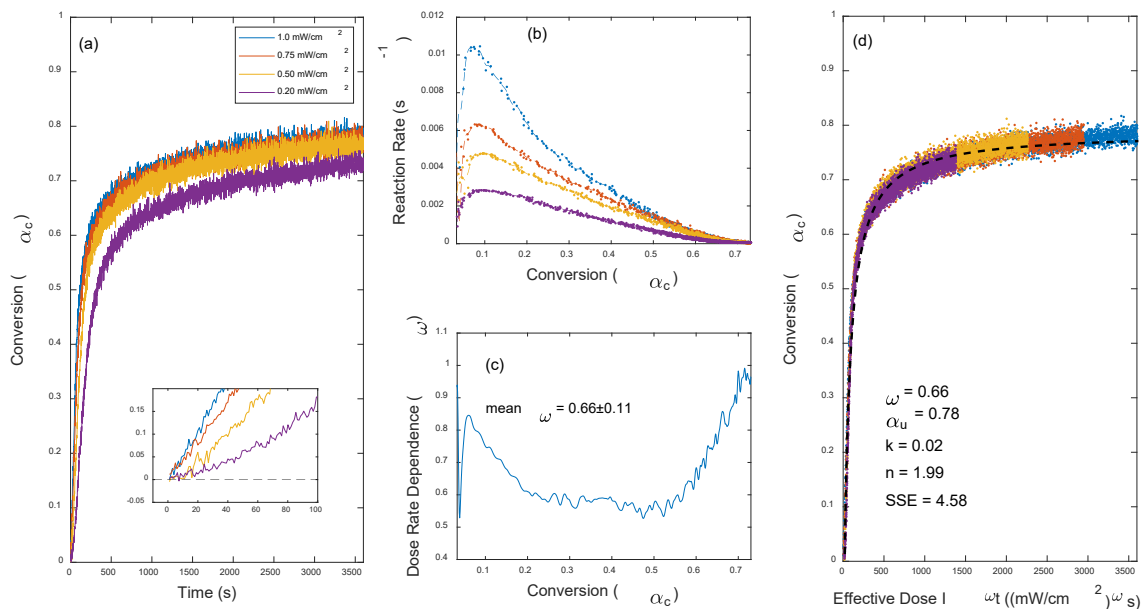 (a)
1.0 mW/cm 2
0.75 mW/cm 2
0.50 mW/cm 2
0.20 mW/cm 2
1
0.9
0.8
0.7
0.6
0.5
0.4
0.3
0.2
0.1
0
Conversion ( αc)
0.15
0.1
0.05
0
-0.05
0 20 40 60 80 100
0 500 1000 1500 2000 2500 3000 3500
Time (s)
(b)
0.012
0.01
0.008
0.006
0.004
0.002
0
Reatction Rate (s -1)
0.1 0.2 0.3 0.4 0.5 0.6 0.7
Conversion ( αc)
(c)
mean ω = 0.66±0.11
1.1
1
0.9
0.8
0.7
0.6
0.5
0.4
Dose Rate Dependence ( ω)
0.1 0.2 0.3 0.4 0.5 0.6 0.7
Conversion ( αc)
(d)
1
0.9
0.8
0.7
0.6
0.5
0.4
0.3
0.2
0.1
0
Conversion ( αc)
ω = 0.66
αu = 0.78
k = 0.02
n = 1.99
SSE = 4.58
0 500 1000 1500 2000 2500 3000 3500
Effective Dose I ωt ((mW/cm 2)ω s)